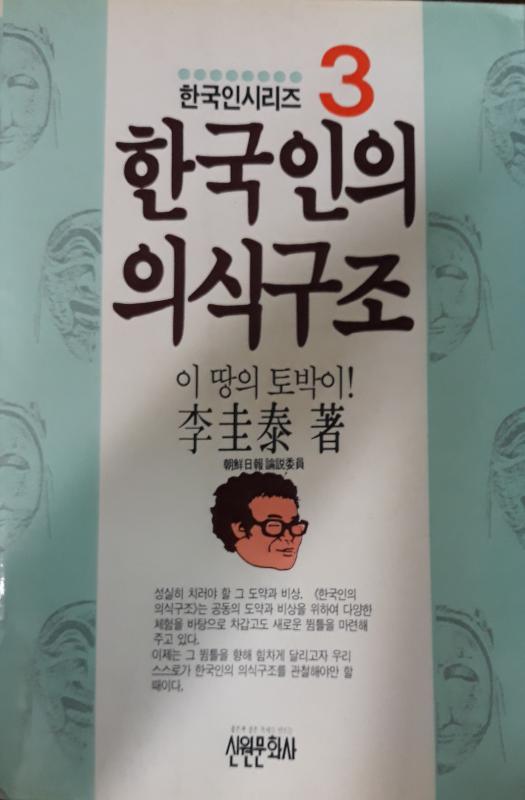 한국인시리즈 3
한국인의
의식구조
이 땅의 토박이!
李圭泰 著
朝鮮日報 論説委員
성실히 치러야 할 그 도약과 비상. 《한국인의
의식구조》는 공동의 도약과 비상을 위하여 다양한
체험을 바탕으로 차갑고도 새로운 뜀틀을 마련해
주고 있다.
이제는 그 뜀틀을 향해 힘차게 달리고자 우리
스스로가 한국인의 의식구조를 관철해야만 할
때이다.
신원문화사